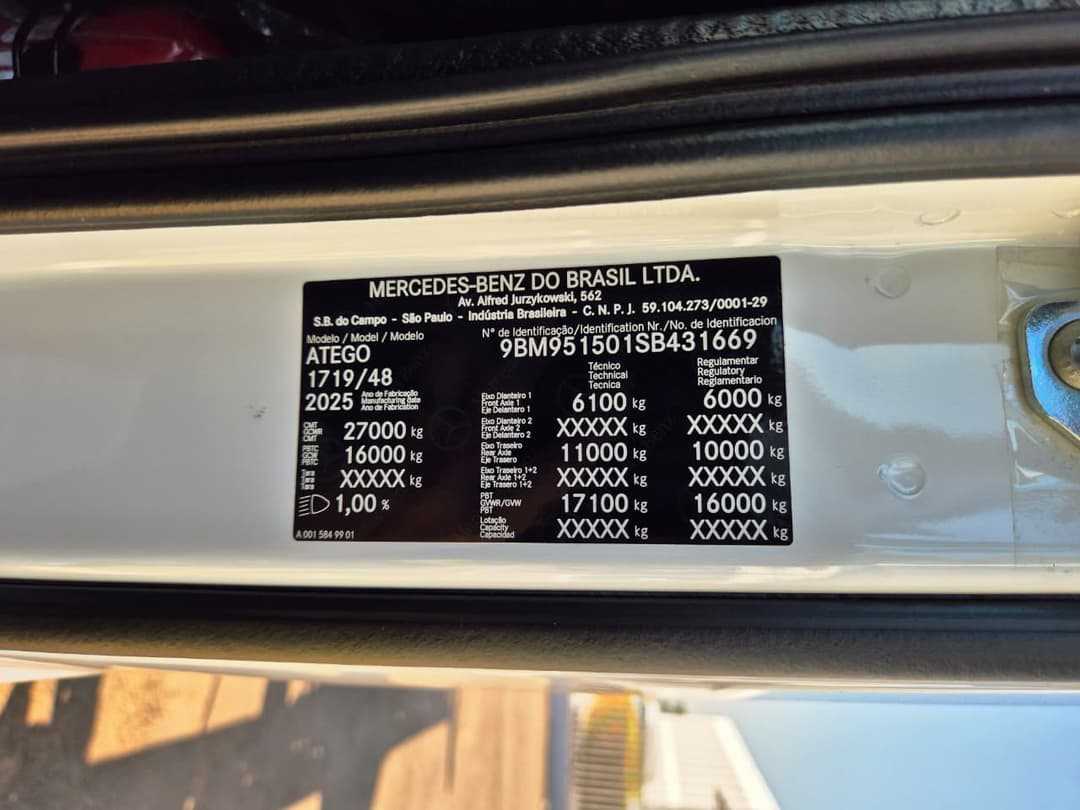 MERCEDES-BENZ DO BRASIL LTDA.
Av. Alfred Jurzykowski, 562
S.B. do Campo - São Paulo - Indústria Brasileira - C. N. P. J. 59.104.273/0001-29
Modelo / Model / Modelo
ATEGO
1719/48
2025 Ano de Fabricação
Manufacturing data
Ano de Fabrication
CMT
GCWR
CMT
27000 kg
PBTC
GCW
PBTC
16000 kg
Tara
Tara
Tara
XXXXX kg
1,00 %
A 001 584 99 01
N° de Identificação/Identification Nr./No. de Identificacion
9BM951501SB431669
Técnico
Technical
Tecnica
Regulamentar
Regulatory
Reglamentario
Eixo Dianteiro 1
Front Axle 1
Eje Delantero 1
6100 kg 6000 kg
Eixo Dianteiro 2
Front Axle 2
Eje Delantero 2
XXXXX kg XXXXX kg
Eixo Traseiro
Rear Axle
Eje Trasero
11000 kg 10000 kg
Eixo Traseiro 1+2
Rear Axle 1+2
Eje Trasero 1+2
XXXXX kg XXXXX kg
PBT
GVWR/GVW
PBT
17100 kg 16000 kg
Lotação
Capacity
Capacidad
XXXXX kg XXXXX kg